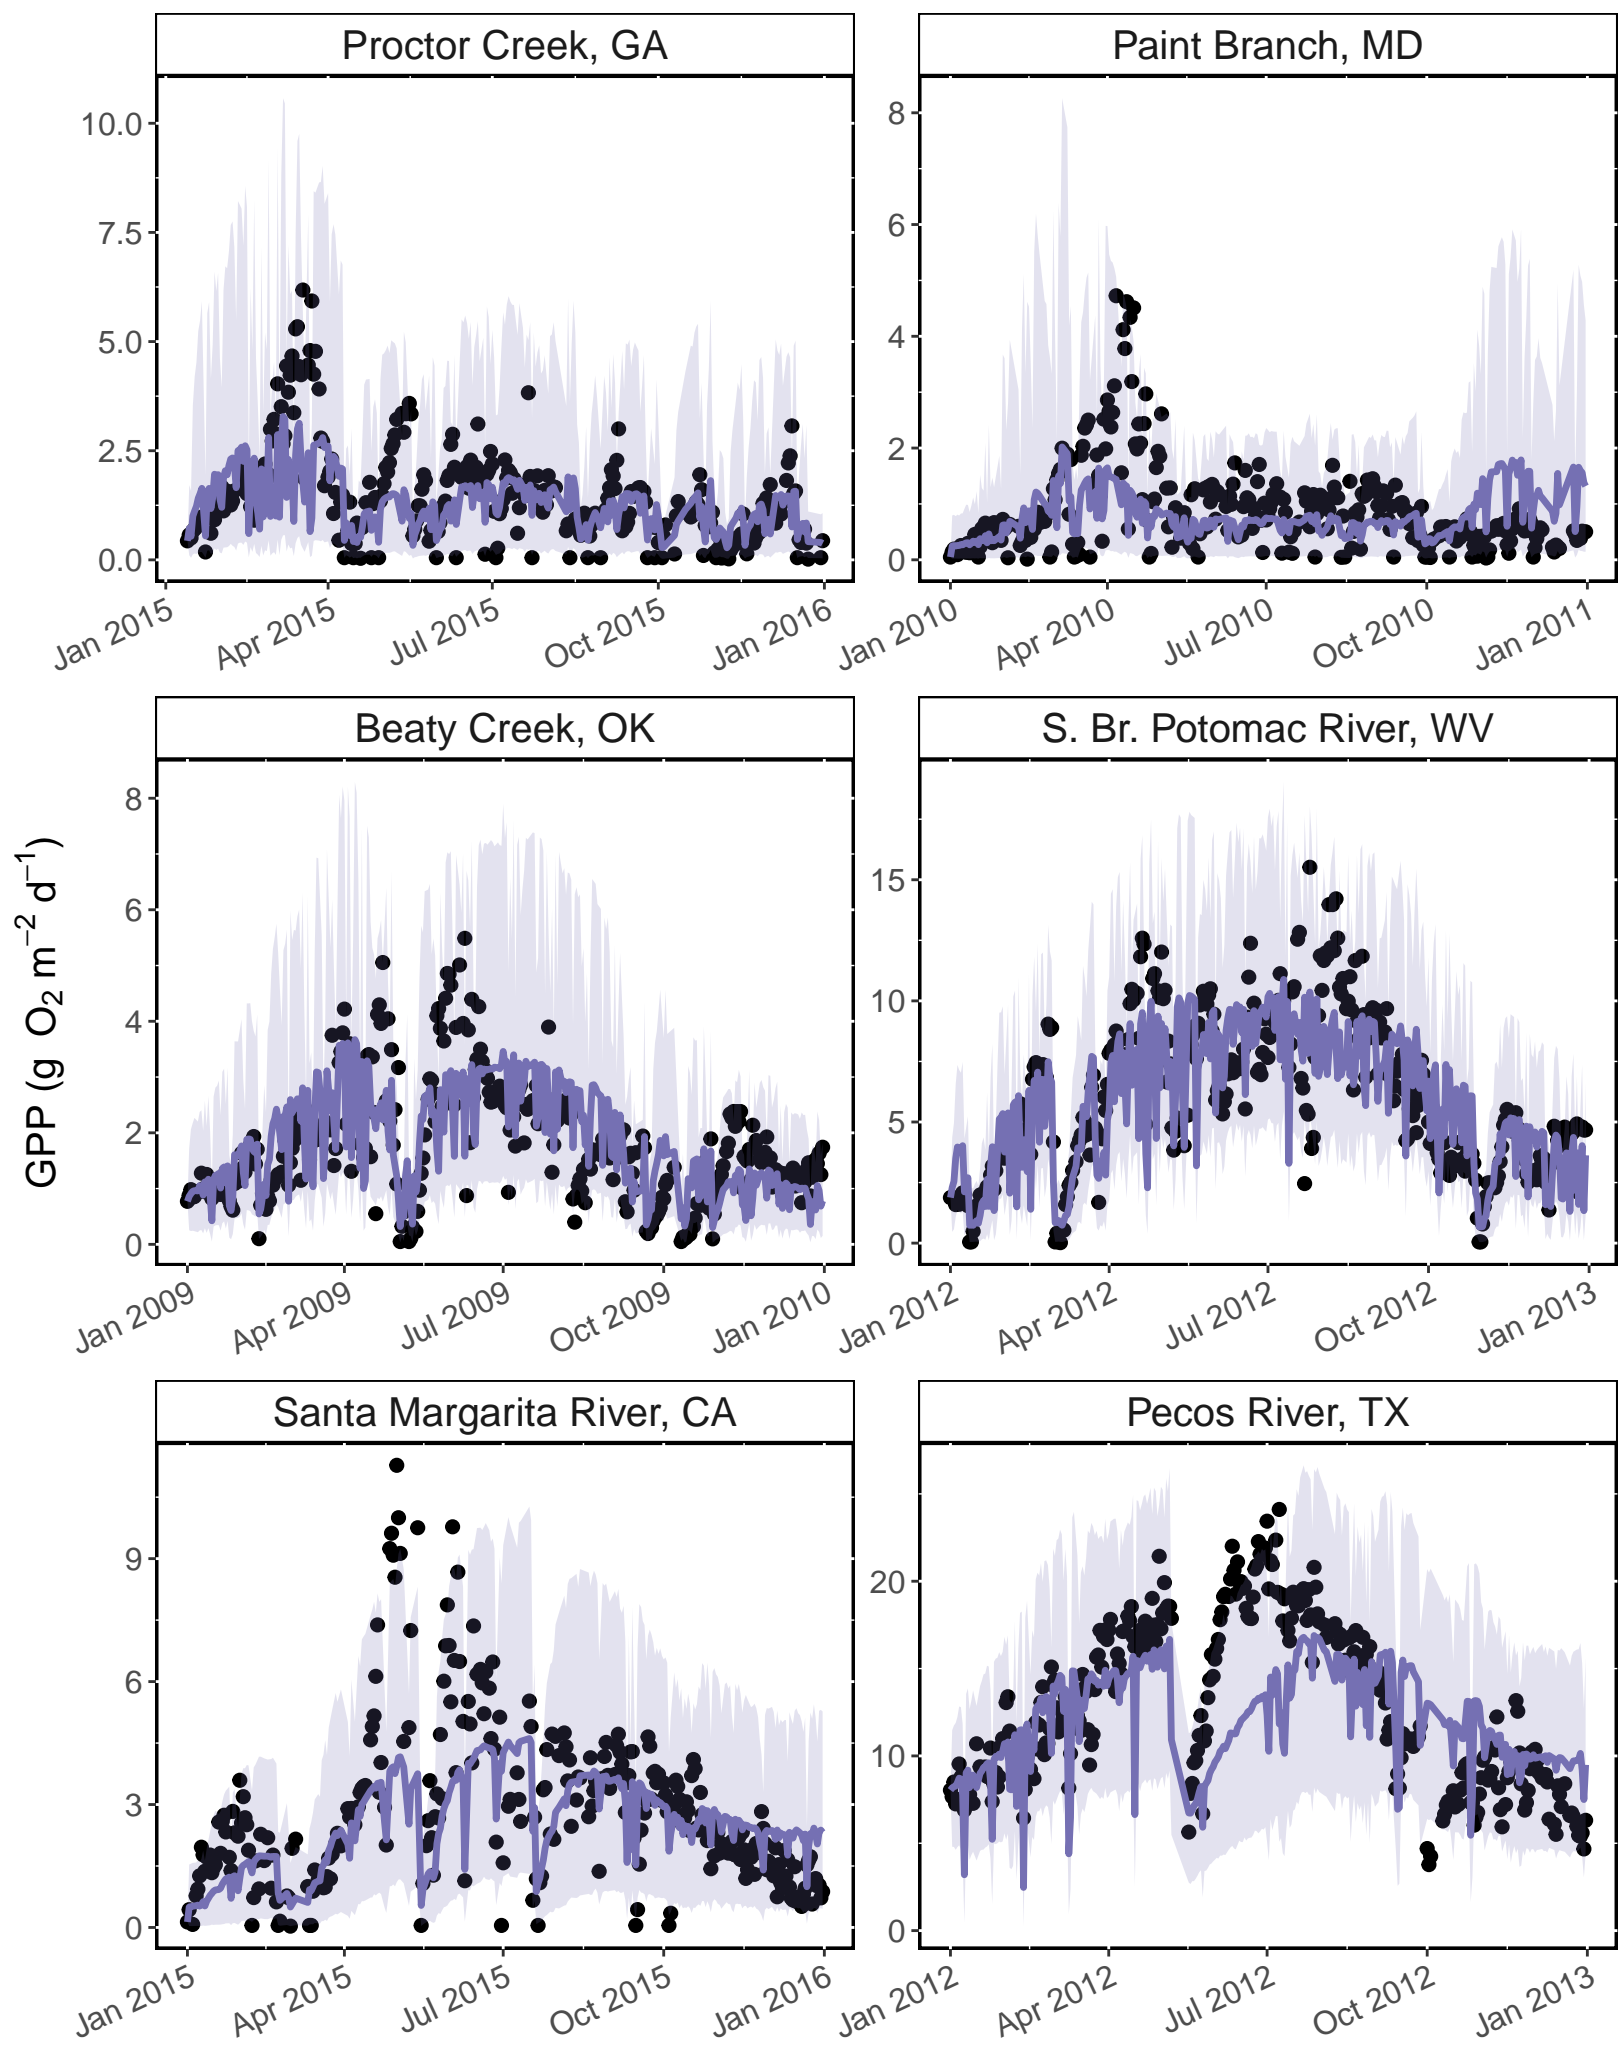 Proctor Creek, GA
Paint Branch, MD
10.0
7.5
5.0
2.5
0.0
8
6
4
2
0
Jan 2015
Apr 2015
Jul 2015
Oct 2015
Jan 2016
Jan 2010
Apr 2010
Jul 2010
Oct 2010
Jan 2011
Beaty Creek, OK
S. Br. Potomac River, WV
GPP (g O₂ m⁻² d⁻¹)
8
6
4
2
0
15
10
5
0
Jan 2009
Apr 2009
Jul 2009
Oct 2009
Jan 2010
Jan 2012
Apr 2012
Jul 2012
Oct 2012
Jan 2013
Santa Margarita River, CA
Pecos River, TX
9
6
3
0
20
10
0
Jan 2015
Apr 2015
Jul 2015
Oct 2015
Jan 2016
Jan 2012
Apr 2012
Jul 2012
Oct 2012
Jan 2013